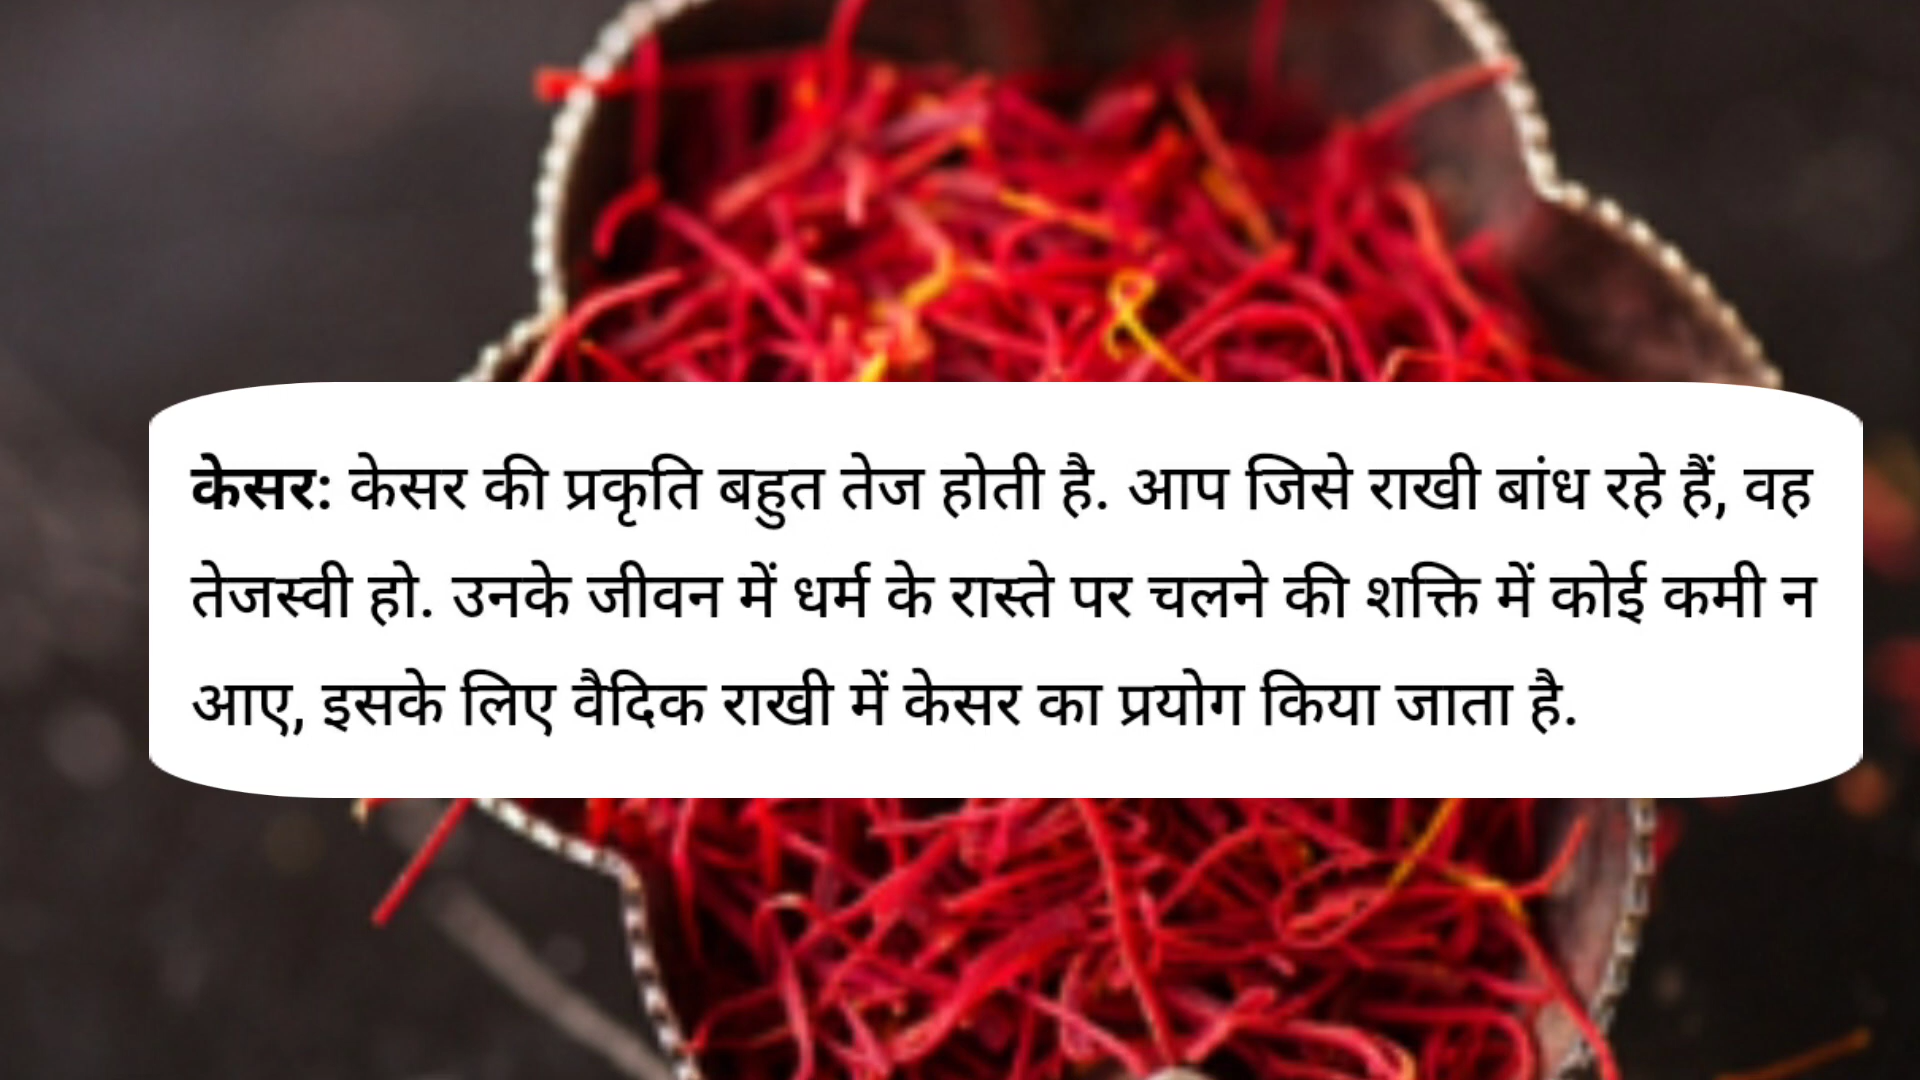 केसर: केसर की प्रकृति बहुत तेज होती है. आप जिसे राखी बांध रहे हैं, वह
तेजस्वी हो. उनके जीवन में धर्म के रास्ते पर चलने की शक्ति में कोई कमी न
आए, इसके लिए वैदिक राखी में केसर का प्रयोग किया जाता है.